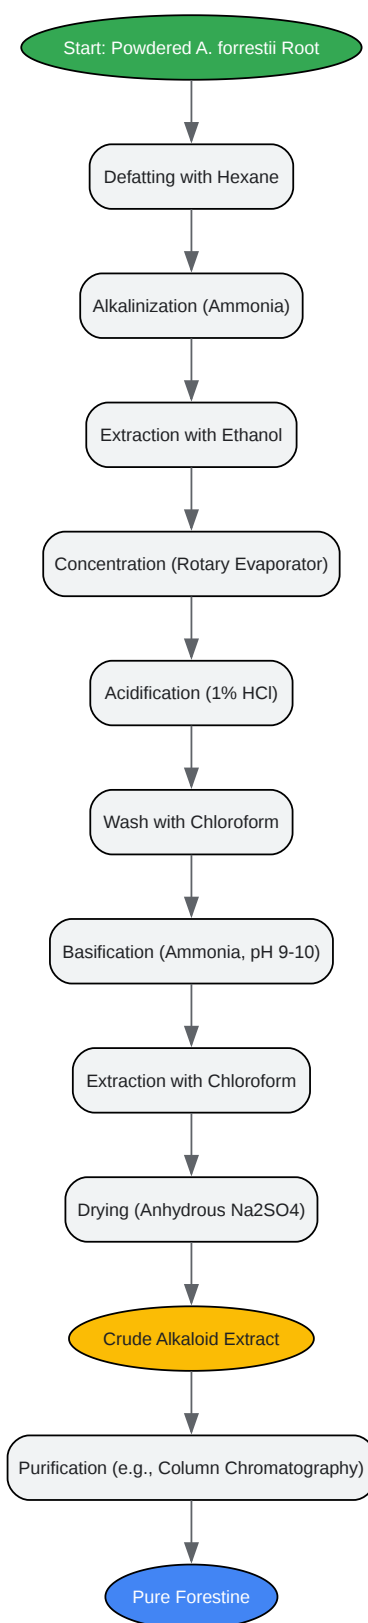 Start: Powdered A. forrestii Root
Defatting with Hexane
Alkalinization (Ammonia)
Extraction with Ethanol
Concentration (Rotary Evaporator)
Acidification (1% HCl)
Wash with Chloroform
Basification (Ammonia, pH 9-10)
Extraction with Chloroform
Drying (Anhydrous Na2SO4)
Crude Alkaloid Extract
Purification (e.g., Column Chromatography)
Pure Forestine